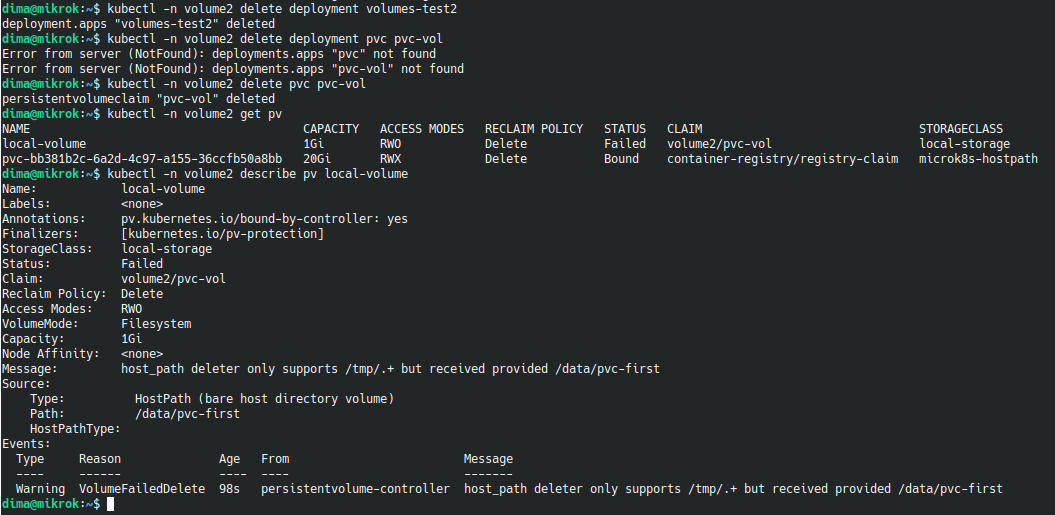 dima@mikrok:~$ kubectl -n volume2 delete deployment volumes-test2
deployment.apps "volumes-test2" deleted
dima@mikrok:~$ kubectl -n volume2 delete deployment pvc pvc-vol
Error from server (NotFound): deployments.apps "pvc" not found
Error from server (NotFound): deployments.apps "pvc-vol" not found
dima@mikrok:~$ kubectl -n volume2 delete pvc pvc-vol
persistentvolumeclaim "pvc-vol" deleted
dima@mikrok:~$ kubectl -n volume2 get pv
NAME CAPACITY ACCESS MODES RECLAIM POLICY STATUS CLAIM STORAGECLASS
local-volume 1Gi RWO Delete Failed volume2/pvc-vol local-storage
pvc-bb381b2c-6a2d-4c97-a155-36ccfb50a8bb 20Gi RWX Delete Bound container-registry/registry-claim microk8s-hostpath
dima@mikrok:~$ kubectl -n volume2 describe pv local-volume
Name: local-volume
Labels: <none>
Annotations: pv.kubernetes.io/bound-by-controller: yes
Finalizers: [kubernetes.io/pv-protection]
StorageClass: local-storage
Status: Failed
Claim: volume2/pvc-vol
Reclaim Policy: Delete
Access Modes: RWO
VolumeMode: Filesystem
Capacity: 1Gi
Node Affinity: <none>
Message: host_path deleter only supports /tmp/.+ but received provided /data/pvc-first
Source:
Type: HostPath (bare host directory volume)
Path: /data/pvc-first
HostPathType:
Events:
Type Reason Age From Message
---- ------ ---- ---- -------
Warning VolumeFailedDelete 98s persistentvolume-controller host_path deleter only supports /tmp/.+ but received provided /data/pvc-first
dima@mikrok:~$